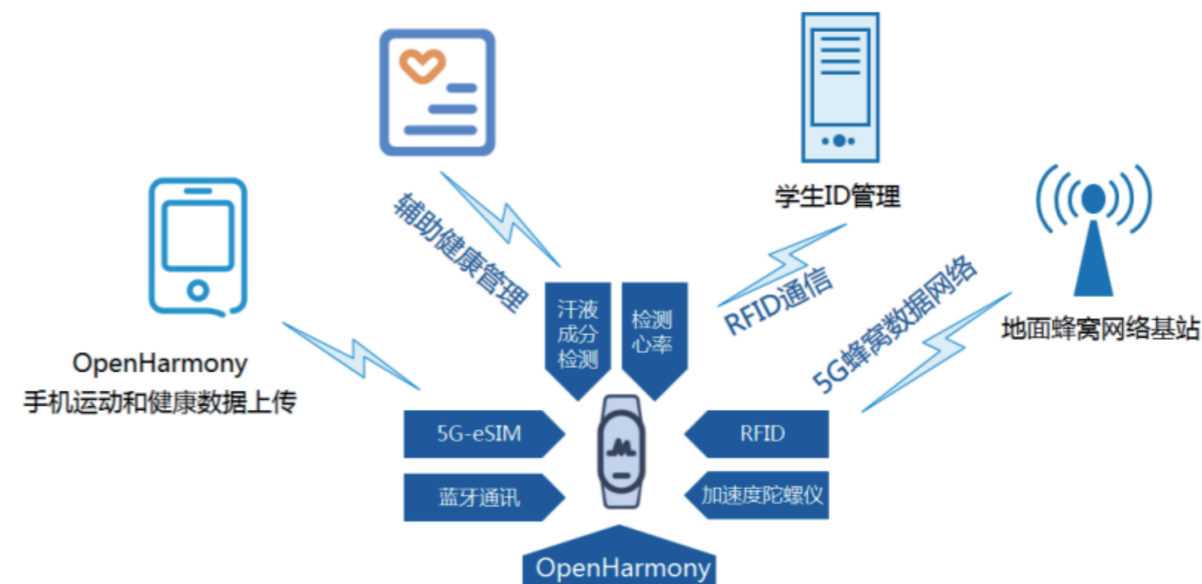 学生ID管理
辅助健康管理
RFID通信
5G蜂窝数据网络
地面蜂窝网络基站
OpenHarmony
手机运动和健康数据上传
汗液
成分
检测
检测
心率
5G-eSIM
RFID
蓝牙通讯
加速度陀螺仪
OpenHarmony